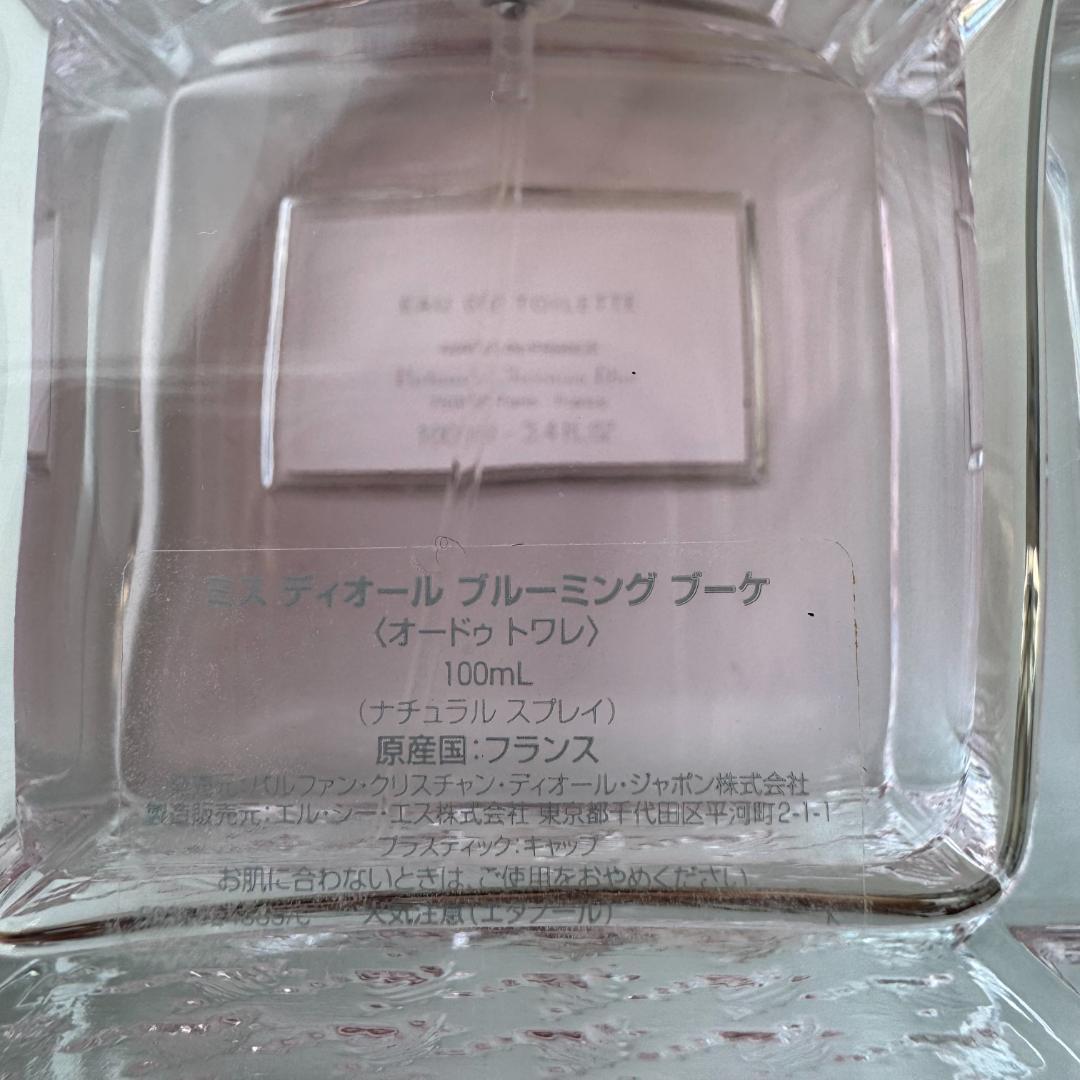 EAU DE TOILETTE
100 ml - 3.4 FL.OZ
ミス ディオール ブルーミング ブーケ
〈オードゥ トワレ〉
100mL
(ナチュラル スプレイ)
原産国:フランス
発売元:パルファン・クリスチャン・ディオール・ジャポン株式会社
製造販売元:エル・シー・エス株式会社 東京都千代田区平河町2-1-1
プラスティック:キャップ
お肌に合わないときは、ご使用をおやめください
火気注意(エタノール)